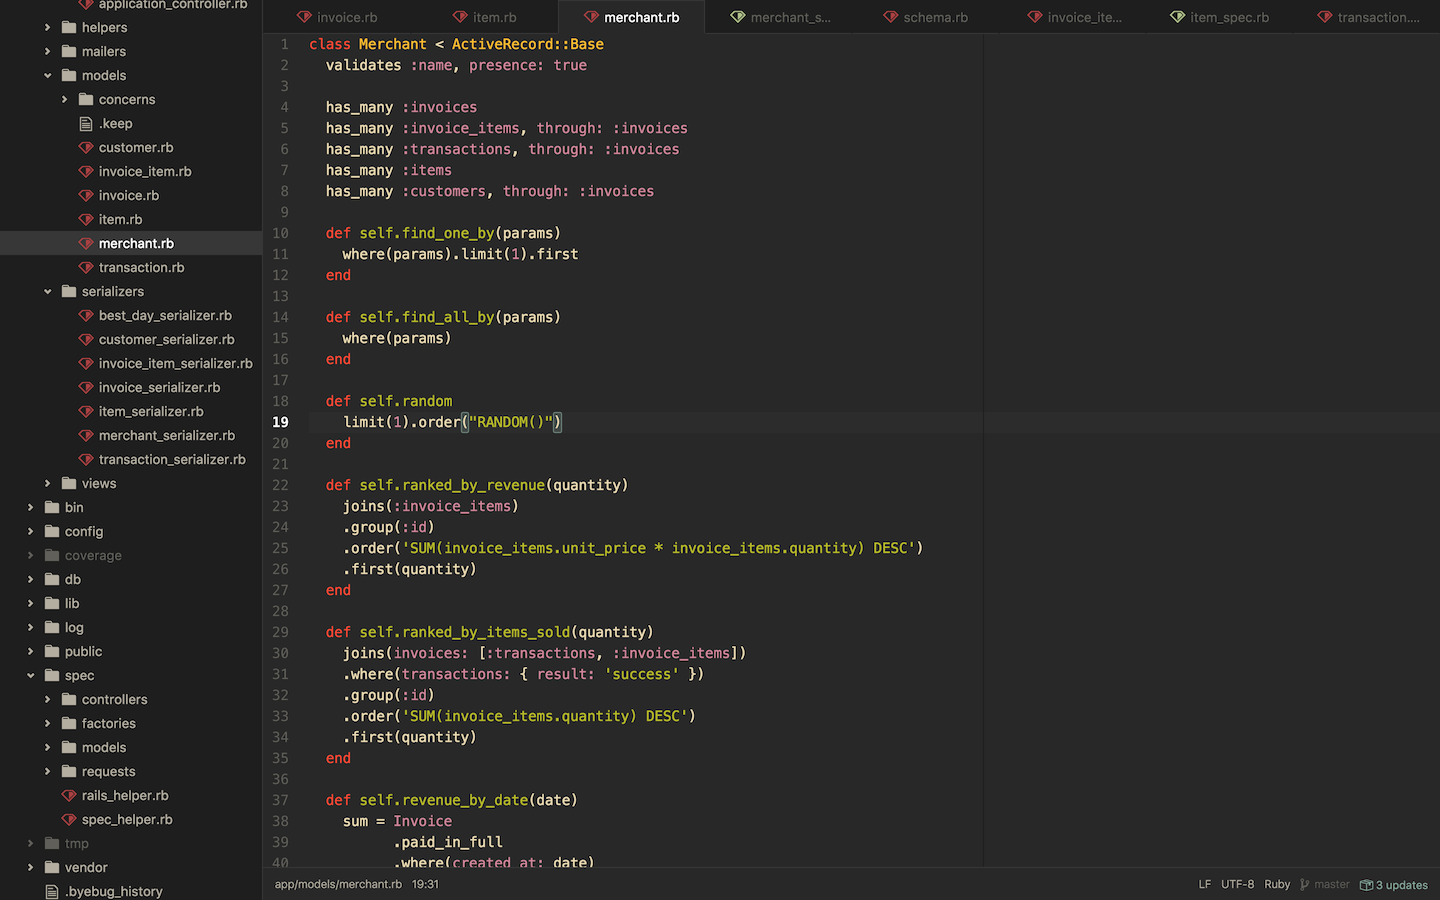 application_controller.rb
helpers
mailers
models
concerns
.keep
customer.rb
invoice_item.rb
invoice.rb
item.rb
merchant.rb
transaction.rb
serializers
best_day_serializer.rb
customer_serializer.rb
invoice_item_serializer.rb
invoice_serializer.rb
item_serializer.rb
merchant_serializer.rb
transaction_serializer.rb
views
bin
config
coverage
db
lib
log
public
spec
controllers
factories
models
requests
rails_helper.rb
spec_helper.rb
tmp
vendor
.byebug_history
invoice.rb item.rb merchant.rb merchant_s... schema.rb invoice_ite... item_spec.rb transaction....
1 class Merchant < ActiveRecord::Base
2 validates :name, presence: true
3
4 has_many :invoices
5 has_many :invoice_items, through: :invoices
6 has_many :transactions, through: :invoices
7 has_many :items
8 has_many :customers, through: :invoices
9
10 def self.find_one_by(params)
11 where(params).limit(1).first
12 end
13
14 def self.find_all_by(params)
15 where(params)
16 end
17
18 def self.random
19 limit(1).order("RANDOM()")
20 end
21
22 def self.ranked_by_revenue(quantity)
23 joins(:invoice_items)
24 .group(:id)
25 .order('SUM(invoice_items.unit_price * invoice_items.quantity) DESC')
26 .first(quantity)
27 end
28
29 def self.ranked_by_items_sold(quantity)
30 joins(invoices: [:transactions, :invoice_items])
31 .where(transactions: { result: 'success' })
32 .group(:id)
33 .order('SUM(invoice_items.quantity) DESC')
34 .first(quantity)
35 end
36
37 def self.revenue_by_date(date)
38 sum = Invoice
39 .paid_in_full
40 .where(created_at: date)
app/models/merchant.rb 19:31 LF UTF-8 Ruby master 3 updates